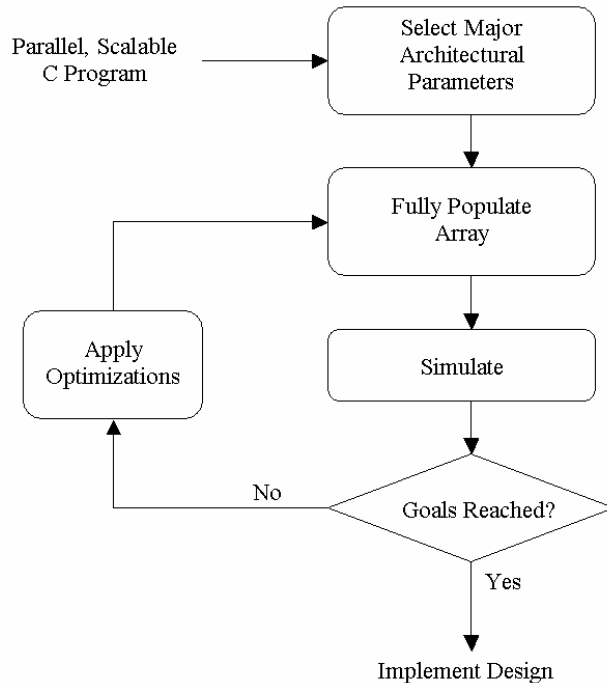 Parallel, Scalable
C Program
Select Major
Architectural
Parameters
Fully Populate
Array
Apply
Optimizations
Simulate
No
Goals Reached?
Yes
Implement Design